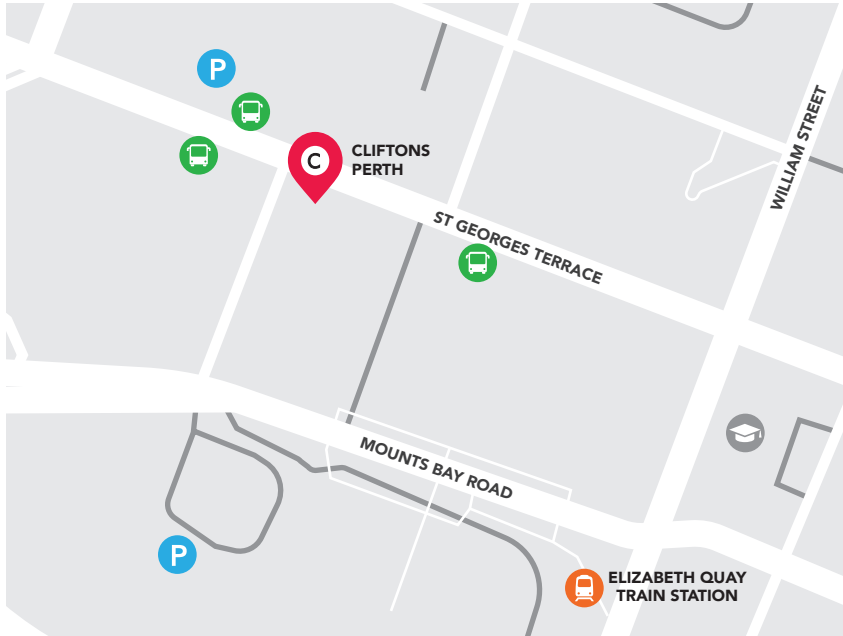 P
C
CLIFTONS
PERTH
WILLIAM STREET
ST GEORGES TERRACE
MOUNTS BAY ROAD
P
ELIZABETH QUAY
TRAIN STATION